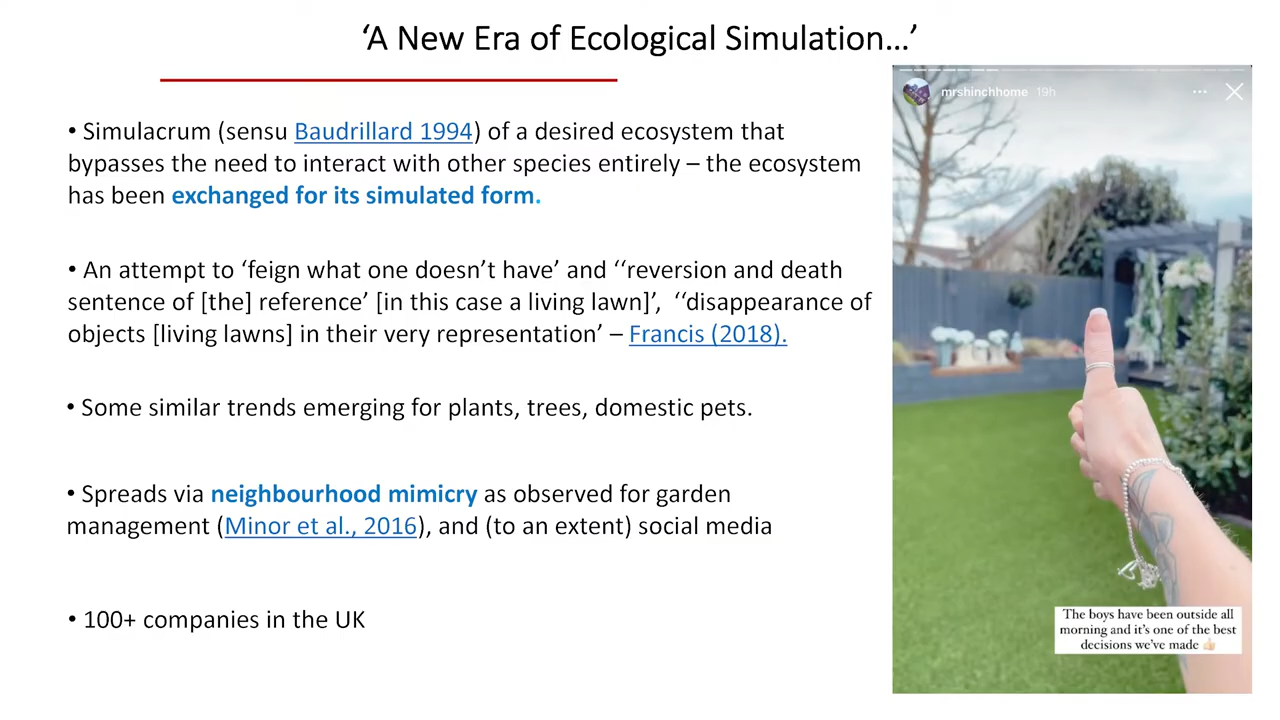 ‘A New Era of Ecological Simulation…’
• Simulacrum (sensu Baudrillard 1994) of a desired ecosystem that
bypasses the need to interact with other species entirely – the ecosystem
has been exchanged for its simulated form.
• An attempt to ‘feign what one doesn’t have’ and ‘‘reversion and death
sentence of [the] reference’ [in this case a living lawn]’, ‘‘disappearance of
objects [living lawns] in their very representation’ – Francis (2018).
• Some similar trends emerging for plants, trees, domestic pets.
• Spreads via neighbourhood mimicry as observed for garden
management (Minor et al., 2016), and (to an extent) social media
• 100+ companies in the UK
mrshinchhome 19h
The boys have been outside all
morning and it's one of the best
decisions we've made 👍🏻